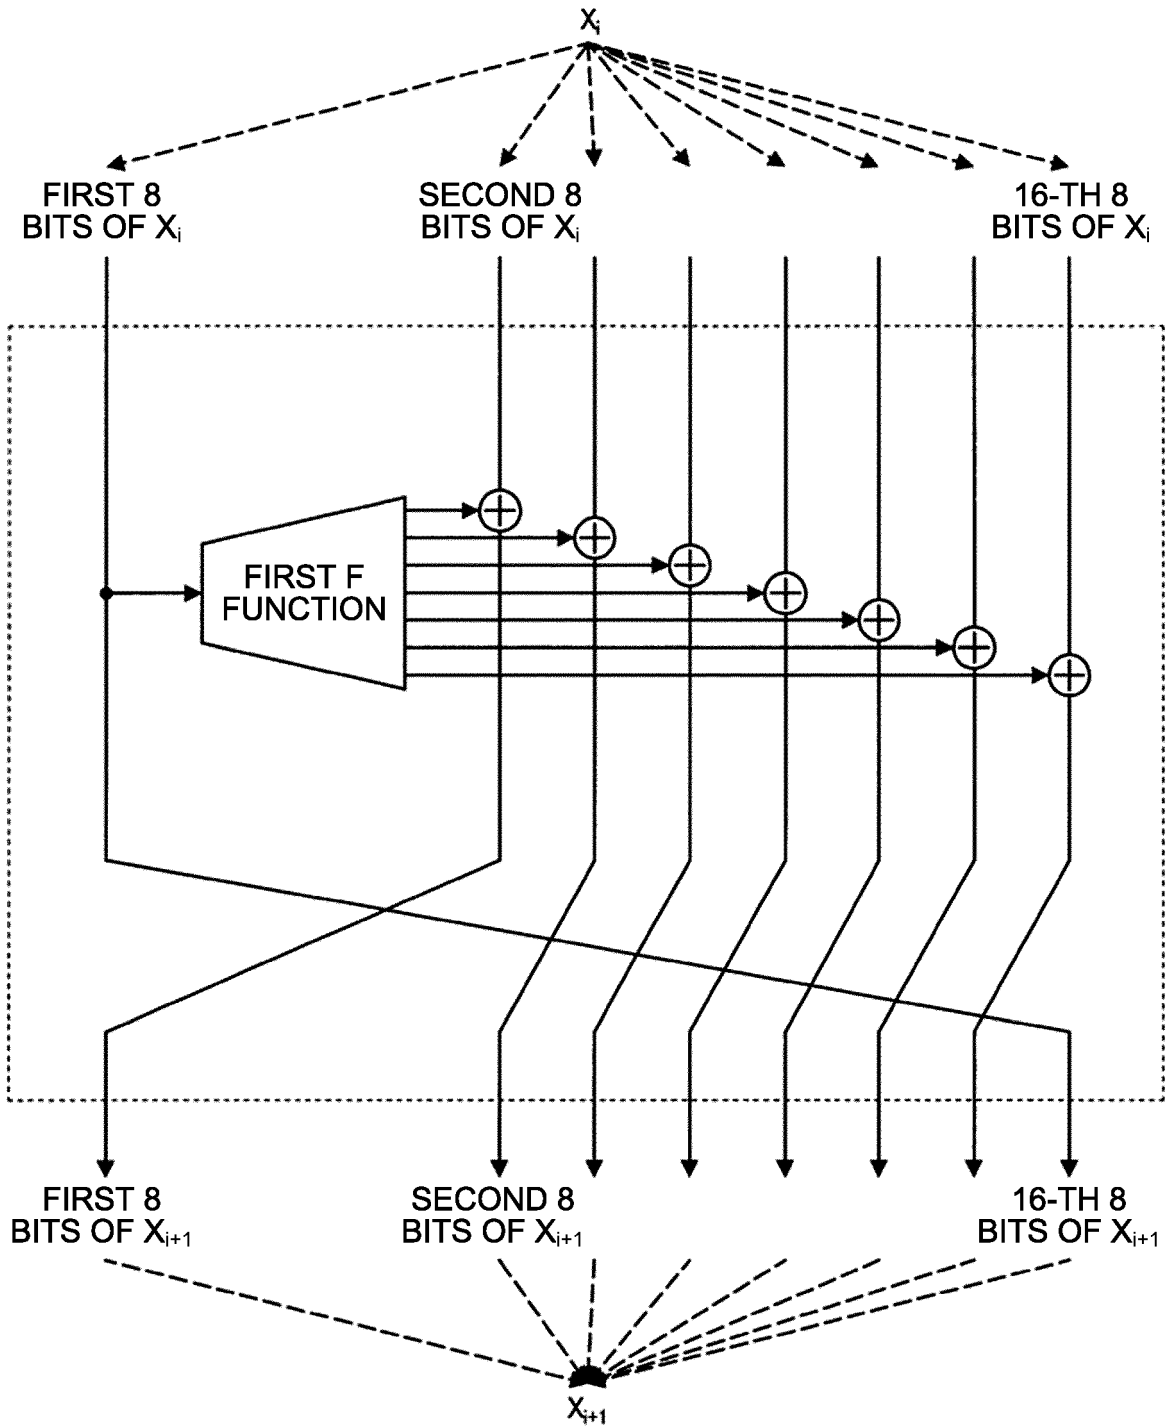 Xi
FIRST 8
BITS OF Xi
SECOND 8
BITS OF Xi
16-TH 8
BITS OF Xi
FIRST F
FUNCTION
FIRST 8
BITS OF Xi+1
SECOND 8
BITS OF Xi+1
16-TH 8
BITS OF Xi+1
Xi+1